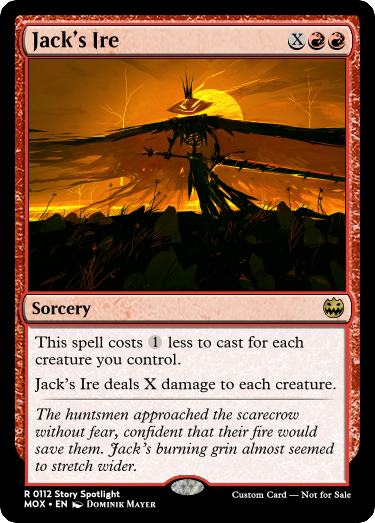 Jack's Ire X
Sorcery
This spell costs 1 less to cast for each
creature you control.
Jack's Ire deals X damage to each creature.
The huntsmen approached the scarecrow
without fear, confident that their fire would
save them. Jack's burning grin almost seemed
to stretch wider.
R 0112 Story Spotlight
MOX • EN Dominik Mayer
Custom Card — Not for Sale